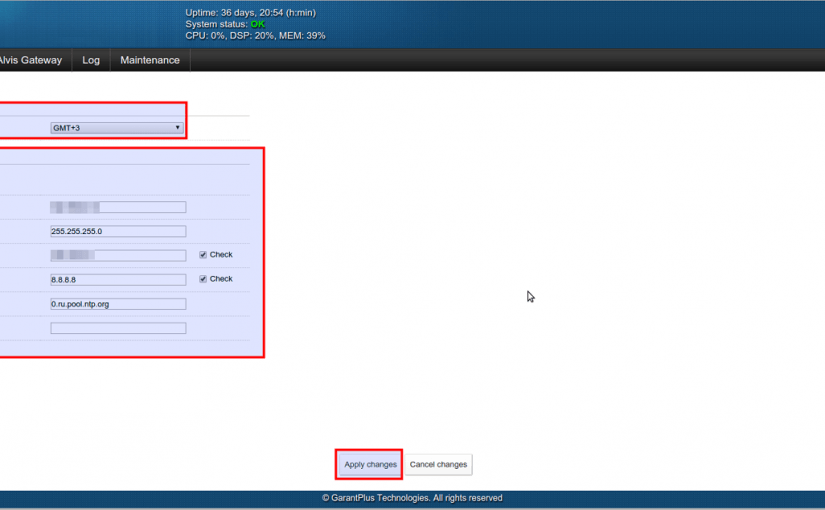 Uptime: 36 days, 20:54 (h:min)
System status: OK
CPU: 0%, DSP: 20%, MEM: 39%
Alvis Gateway Log Maintenance
GMT+3
255.255.255.0
Check
8.8.8.8 Check
0.ru.pool.ntp.org
Apply changes Cancel changes
© GarantPlus Technologies. All rights reserved